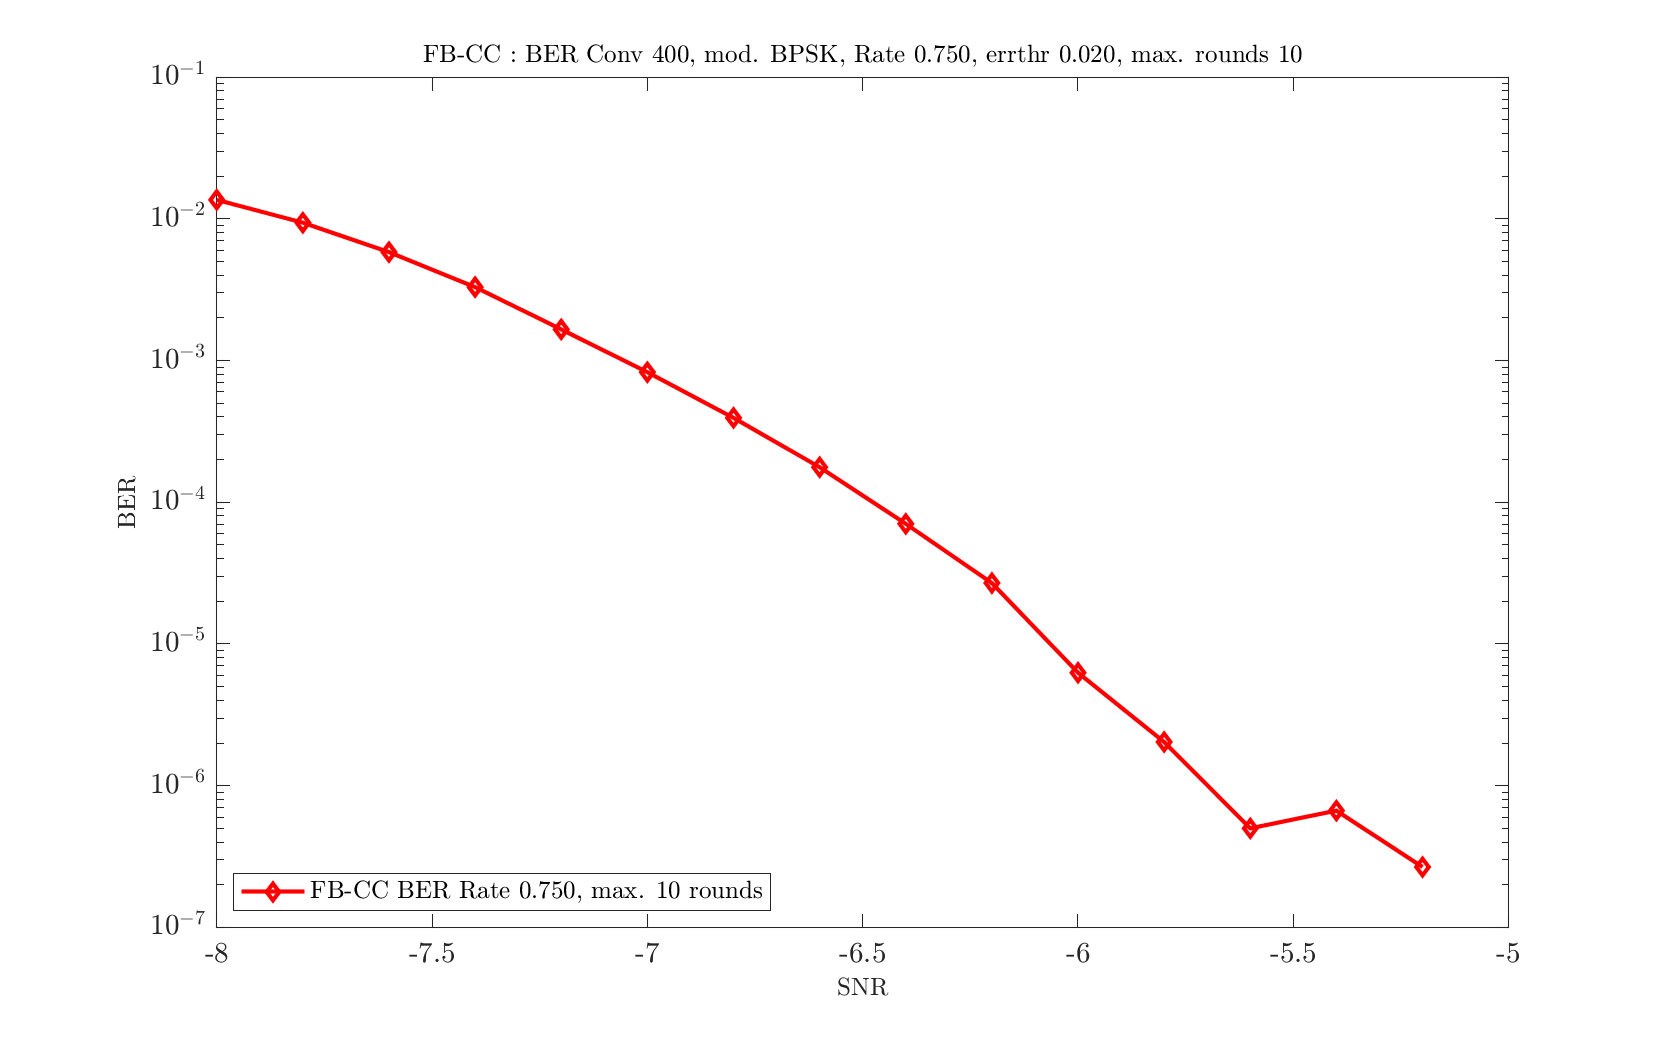 FB-CC : BER Conv 400, mod. BPSK, Rate 0.750, errthr 0.020, max. rounds 10
10⁻¹
10⁻²
10⁻³
10⁻⁴
10⁻⁵
10⁻⁶
10⁻⁷
BER
FB-CC BER Rate 0.750, max. 10 rounds
-8 -7.5 -7 -6.5 -6 -5.5 -5
SNR